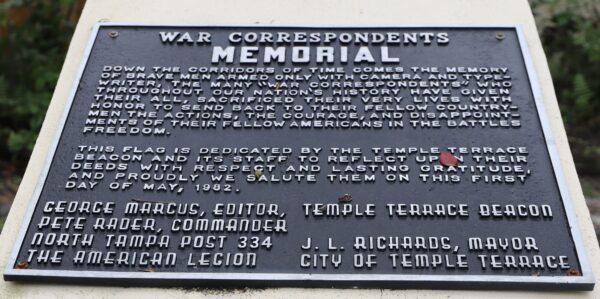 WAR CORRESPONDENTS
MEMORIAL
DOWN THE CORRIDORS OF TIME COMES THE MEMORY
OF BRAVE MEN ARMED ONLY WITH CAMERA AND TYPE-
WRITER, THE MANY WAR CORRESPONDENTS, WHO
THROUGHOUT OUR NATION'S HISTORY HAVE GIVEN
THEIR ALL, SACRIFICED THEIR VERY LIVES WITH
HONOR TO SEND BACK TO THEIR FELLOW COUNTRY-
MEN THE ACTIONS, THE COURAGE, AND DISAPPOINT-
MENTS OF THEIR FELLOW AMERICANS IN THE BATTLES
FREEDOM.
THIS FLAG IS DEDICATED BY THE TEMPLE TERRACE
BEACON AND ITS STAFF TO REFLECT UPON THEIR
DEEDS WITH RESPECT AND LASTING GRATITUDE,
AND PROUDLY WE SALUTE THEM ON THIS FIRST
DAY OF MAY, 1982.
GEORGE MARCUS, EDITOR, TEMPLE TERRACE BEACON
PETE RADER, COMMANDER
NORTH TAMPA POST 334 J. L. RICHARDS, MAYOR
THE AMERICAN LEGION CITY OF TEMPLE TERRACE